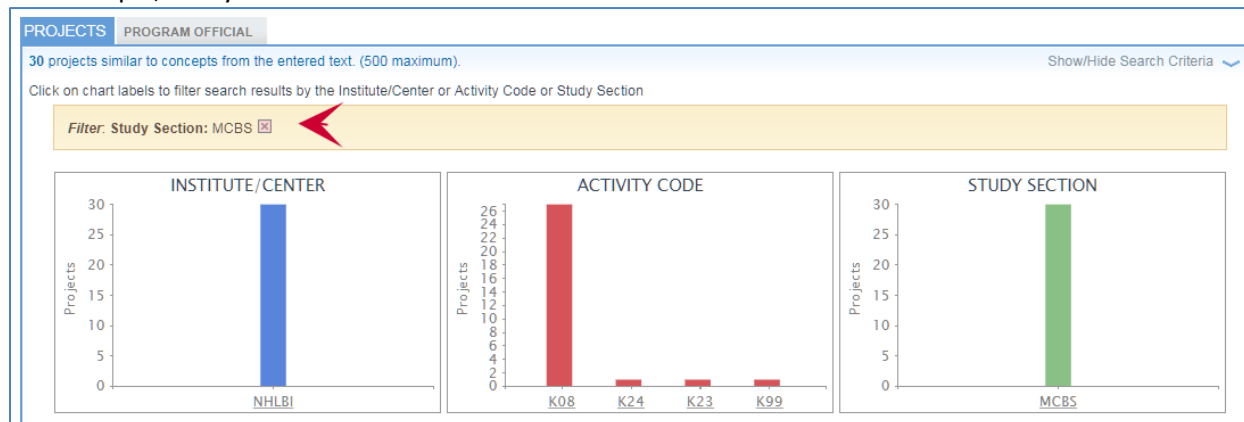 PROJECTS PROGRAM OFFICIAL
30 projects similar to concepts from the entered text. (500 maximum). Show/Hide Search Criteria
Click on chart labels to filter search results by the Institute/Center or Activity Code or Study Section
Filter: Study Section: MCBS
INSTITUTE/CENTER
Projects
30
25
20
15
10
5
0
NHLBI
ACTIVITY CODE
Projects
26
24
22
20
18
16
14
12
10
8
6
4
2
0
K08 K24 K23 K99
STUDY SECTION
Projects
30
25
20
15
10
5
0
MCBS